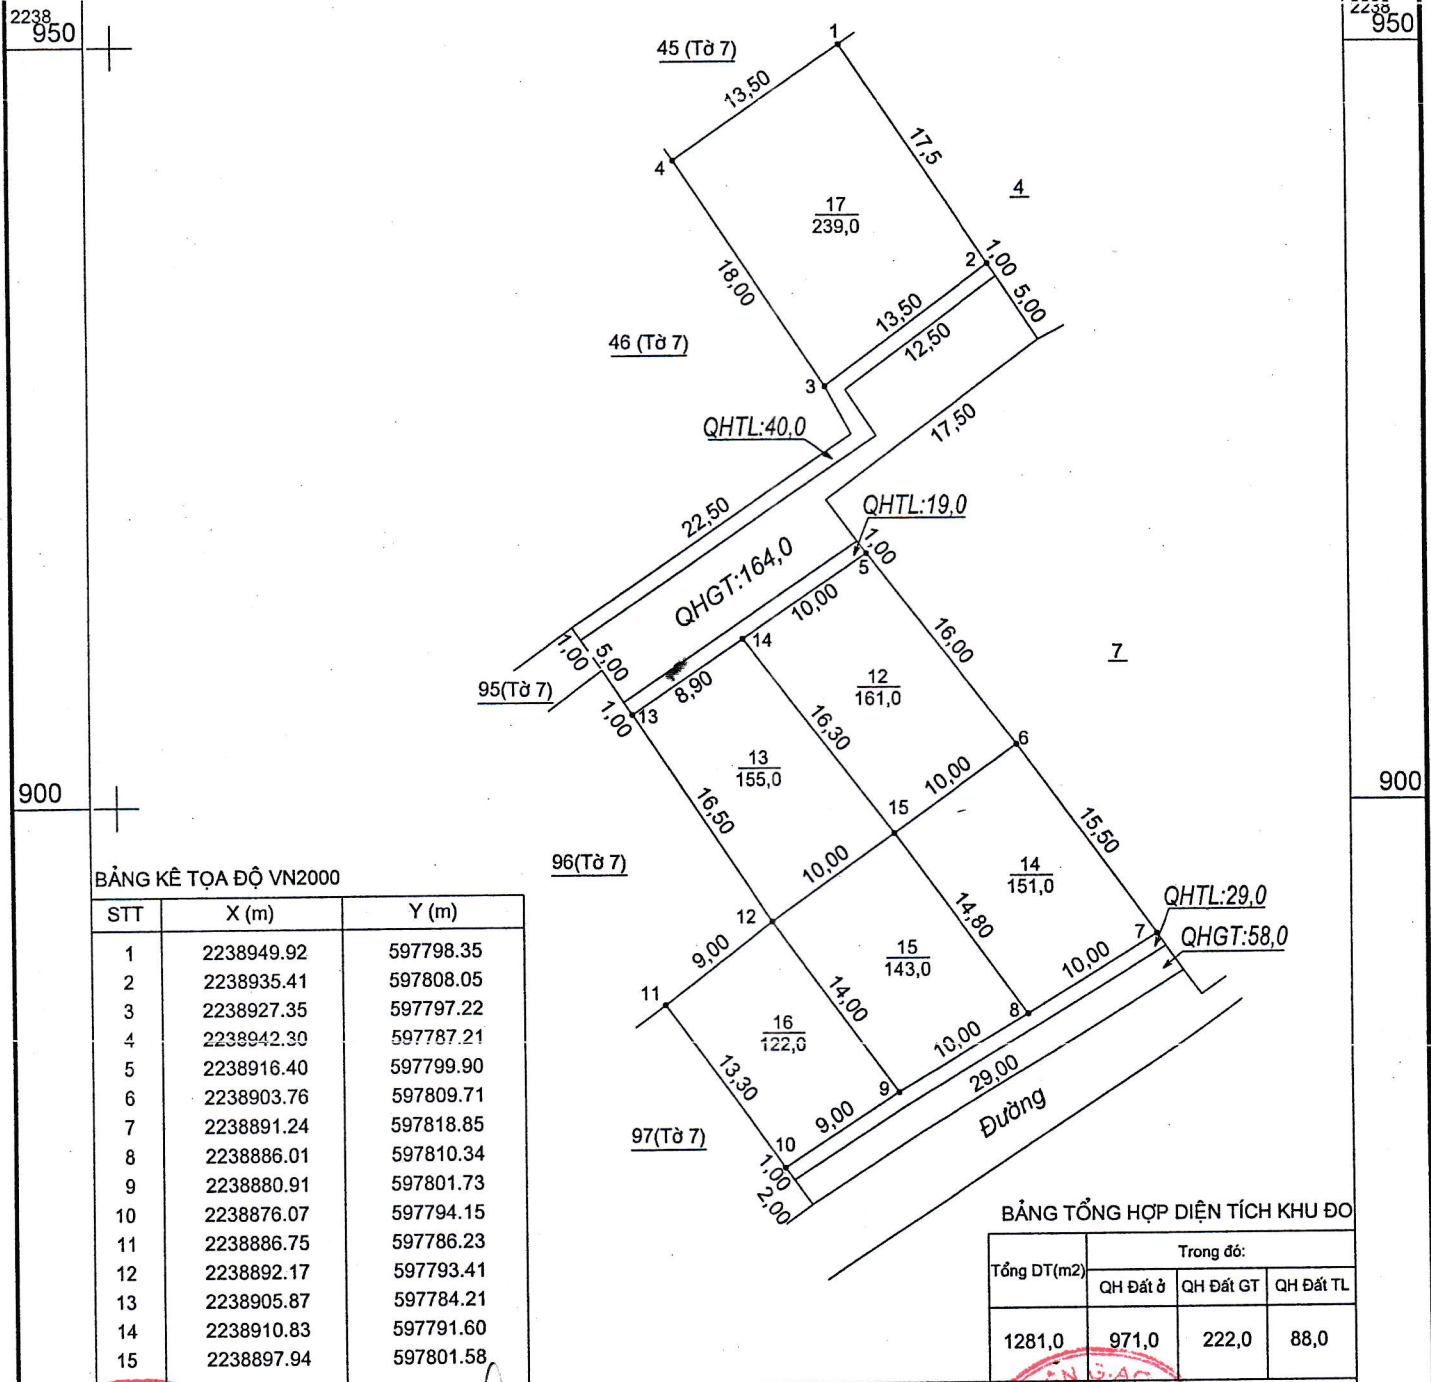 2238
950
2238
950
45 (Tờ 7)
1
13,50
17,5
4
4
17
239,0
2
1,00
5,00
18,00
13,50
12,50
46 (Tờ 7)
3
QHTL:40,0
17,50
22,50
QHTL:19,0
QHGT:164,0
1,00
5
10,00
14
1,00
5,00
8,90
16,00
7
12
161,0
95(Tờ 7)
1,00
13
16,30
6
13
155,0
10,00
900
900
16,50
15
15,50
96(Tờ 7)
10,00
14
151,0
14,80
QHTL:29,0
12
7
QHGT:58,0
9,00
15
143,0
10,00
11
14,00
8
16
122,0
10,00
29,00
13,30
9
Đường
9,00
97(Tờ 7)
10
1,00
2,00
BẢNG KÊ TỌA ĐỘ VN2000
STT X (m) Y (m)
1 2238949.92 597798.35
2 2238935.41 597808.05
3 2238927.35 597797.22
4 2238942.30 597787.21
5 2238916.40 597799.90
6 2238903.76 597809.71
7 2238891.24 597818.85
8 2238886.01 597810.34
9 2238880.91 597801.73
10 2238876.07 597794.15
11 2238886.75 597786.23
12 2238892.17 597793.41
13 2238905.87 597784.21
14 2238910.83 597791.60
15 2238897.94 597801.58
BẢNG TỔNG HỢP DIỆN TÍCH KHU ĐO
Tổng DT(m2) Trong đó:
QH Đất ở QH Đất GT QH Đất TL
1281,0 971,0 222,0 88,0